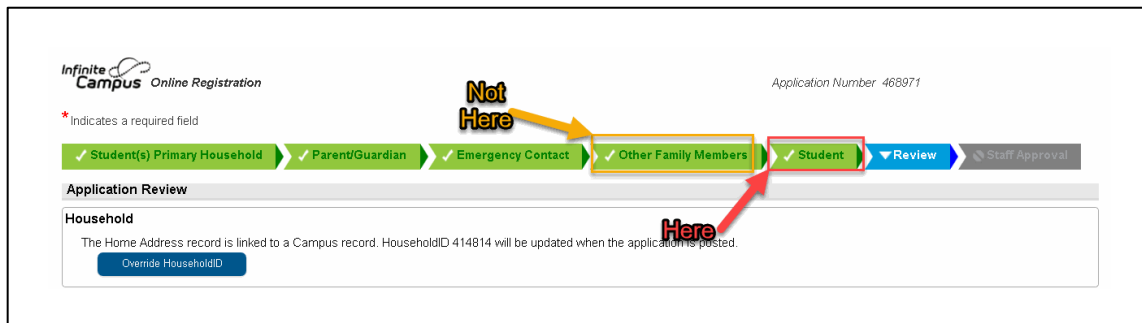 Infinite Campus Online Registration
Application Number 468971
Not Here
*Indicates a required field
Student(s) Primary Household Parent/Guardian Emergency Contact Other Family Members Student Review Staff Approval
Application Review
Here
Household
The Home Address record is linked to a Campus record. HouseholdID 414814 will be updated when the application is posted.
Override HouseholdID